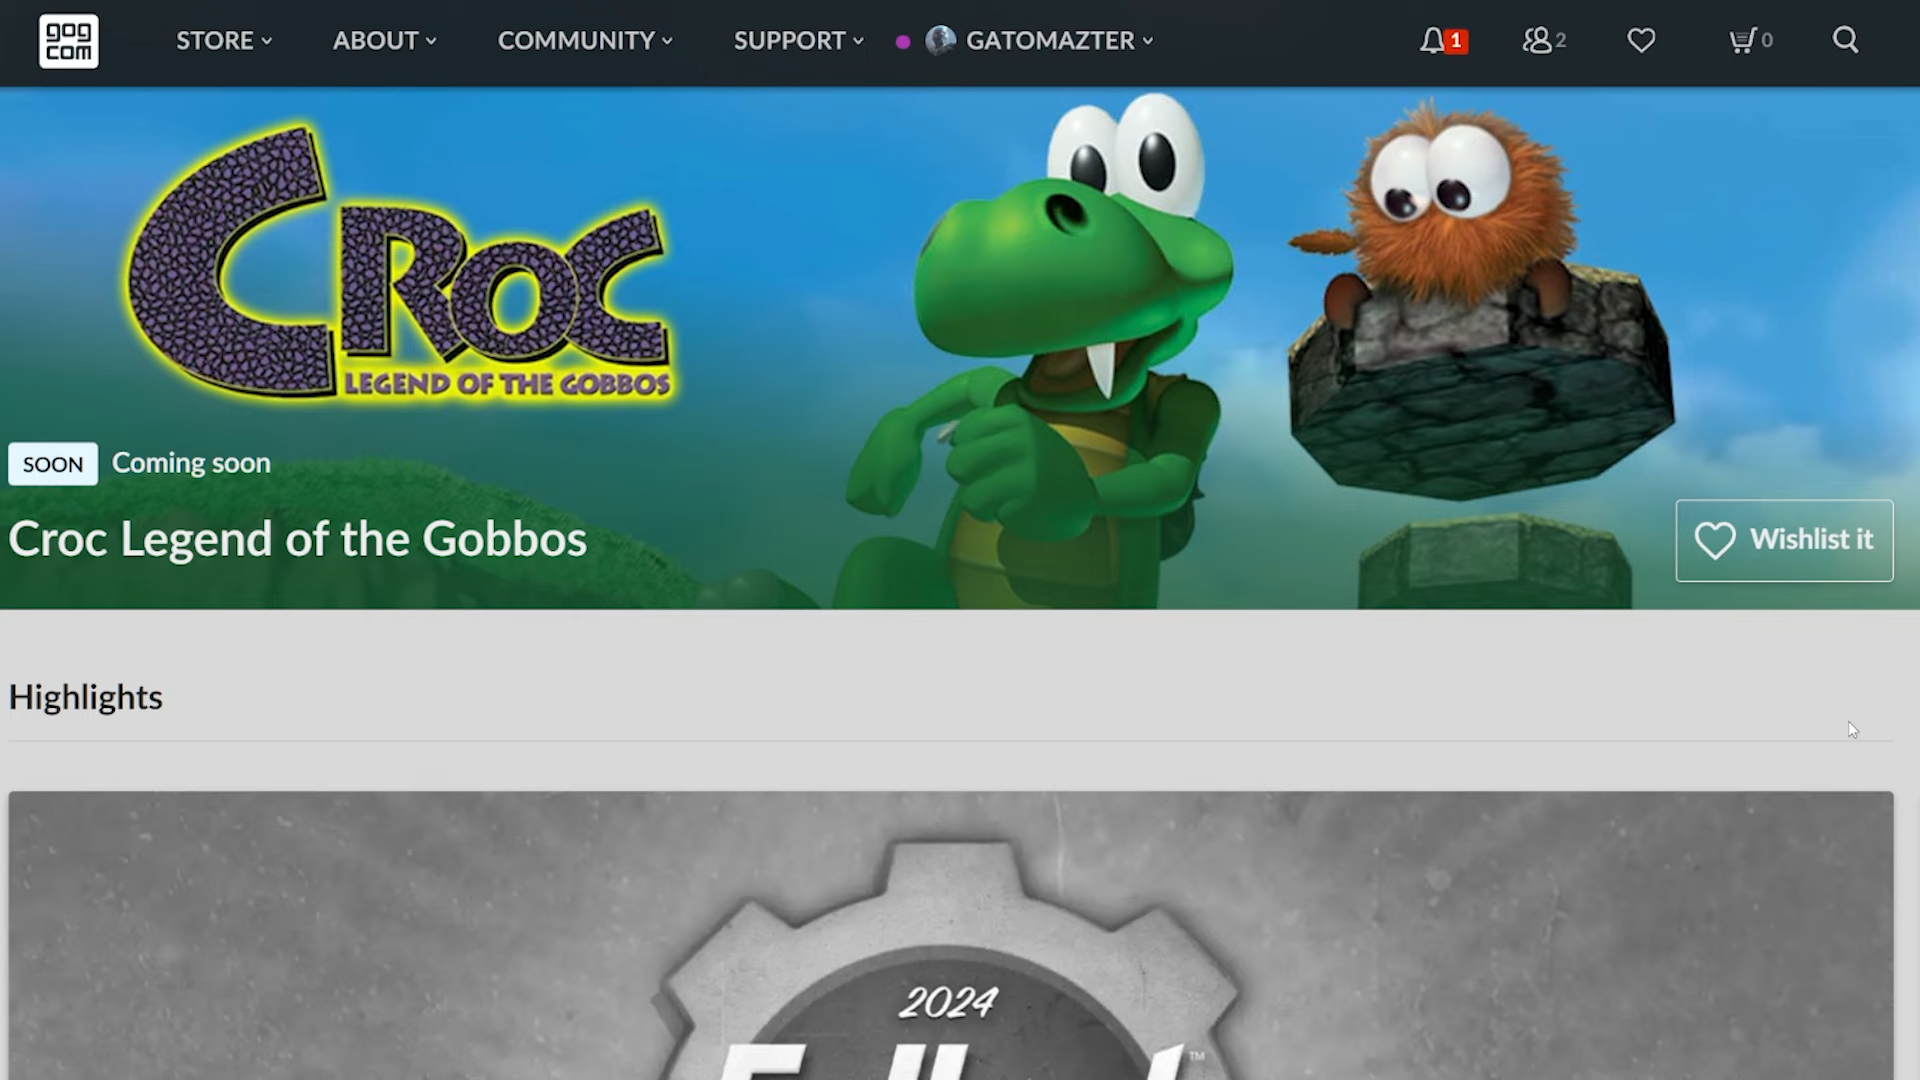 gog
com
STORE
ABOUT
COMMUNITY
SUPPORT
GATOMAZTER
1
2
0
CROC
LEGEND OF THE GOBBOS
SOON
Coming soon
Croc Legend of the Gobbos
Wishlist it
Highlights
2024
TM